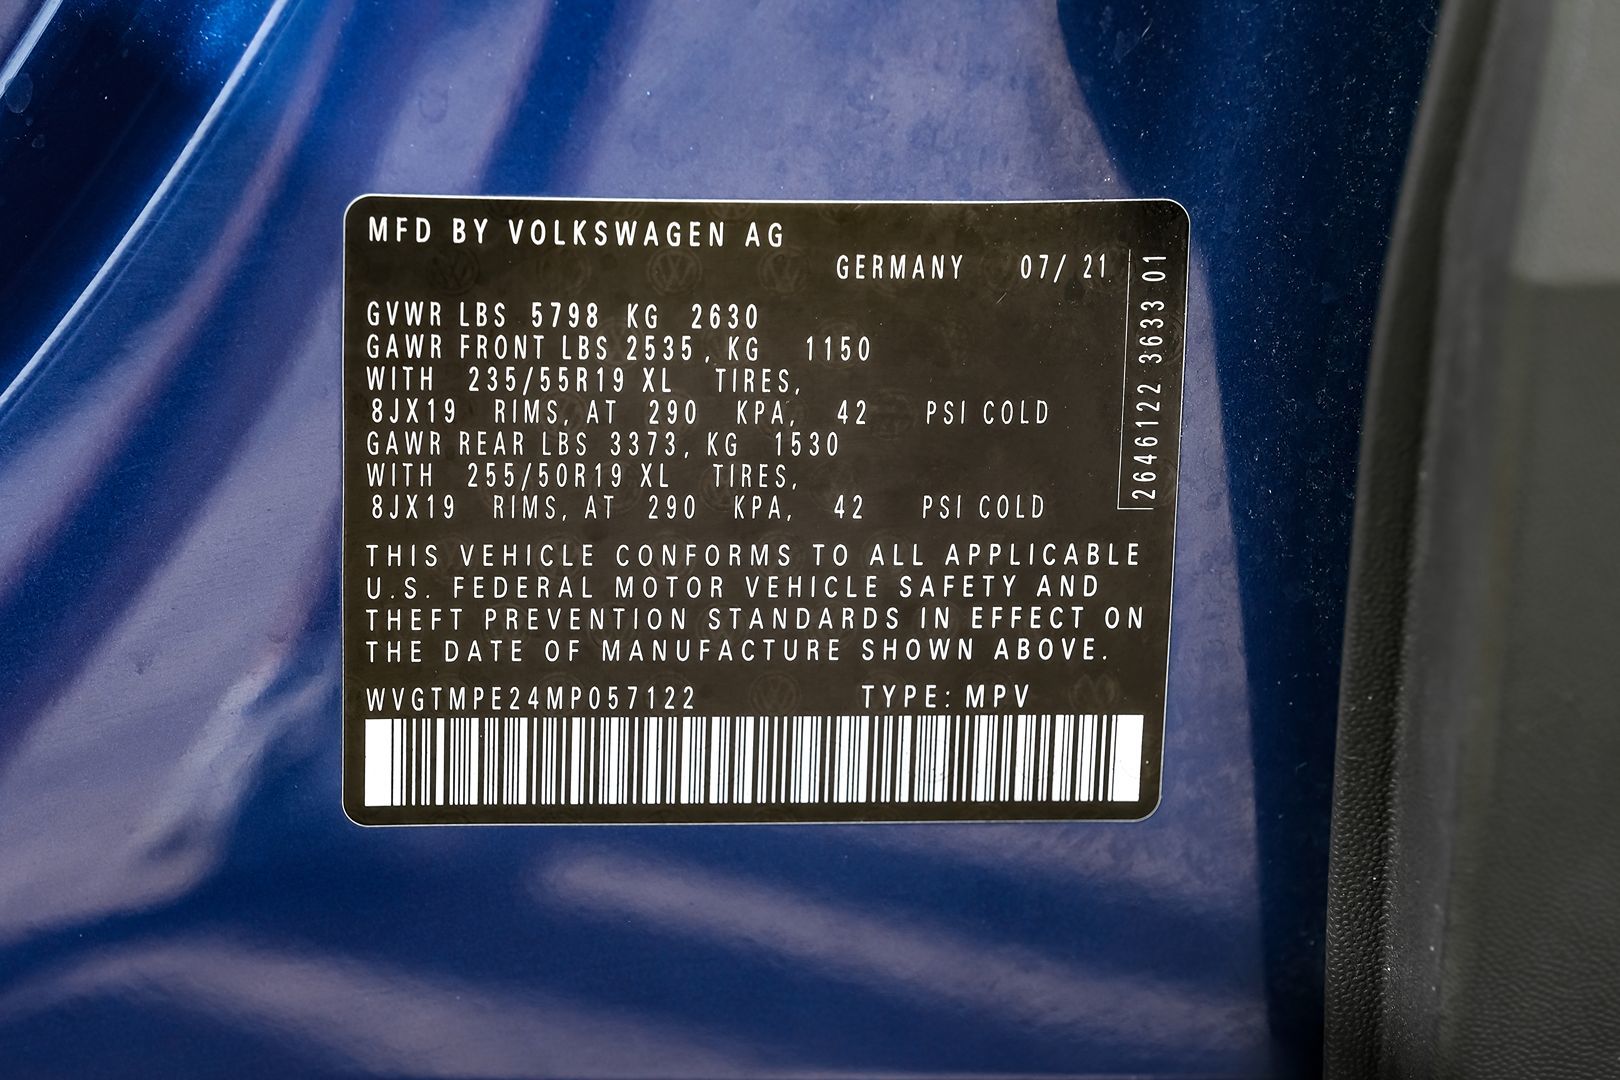 MFD BY VOLKSWAGEN AG
GERMANY 07/ 21
GVWR LBS 5798 KG 2630
GAWR FRONT LBS 2535, KG 1150
WITH 235/55R19 XL TIRES,
8JX19 RIMS, AT 290 KPA, 42 PSI COLD
GAWR REAR LBS 3373, KG 1530
WITH 255/50R19 XL TIRES,
8JX19 RIMS, AT 290 KPA, 42 PSI COLD
THIS VEHICLE CONFORMS TO ALL APPLICABLE
U.S. FEDERAL MOTOR VEHICLE SAFETY AND
THEFT PREVENTION STANDARDS IN EFFECT ON
THE DATE OF MANUFACTURE SHOWN ABOVE.
WVGTMPE24MP057122 TYPE: MPV
2646122 3633 01